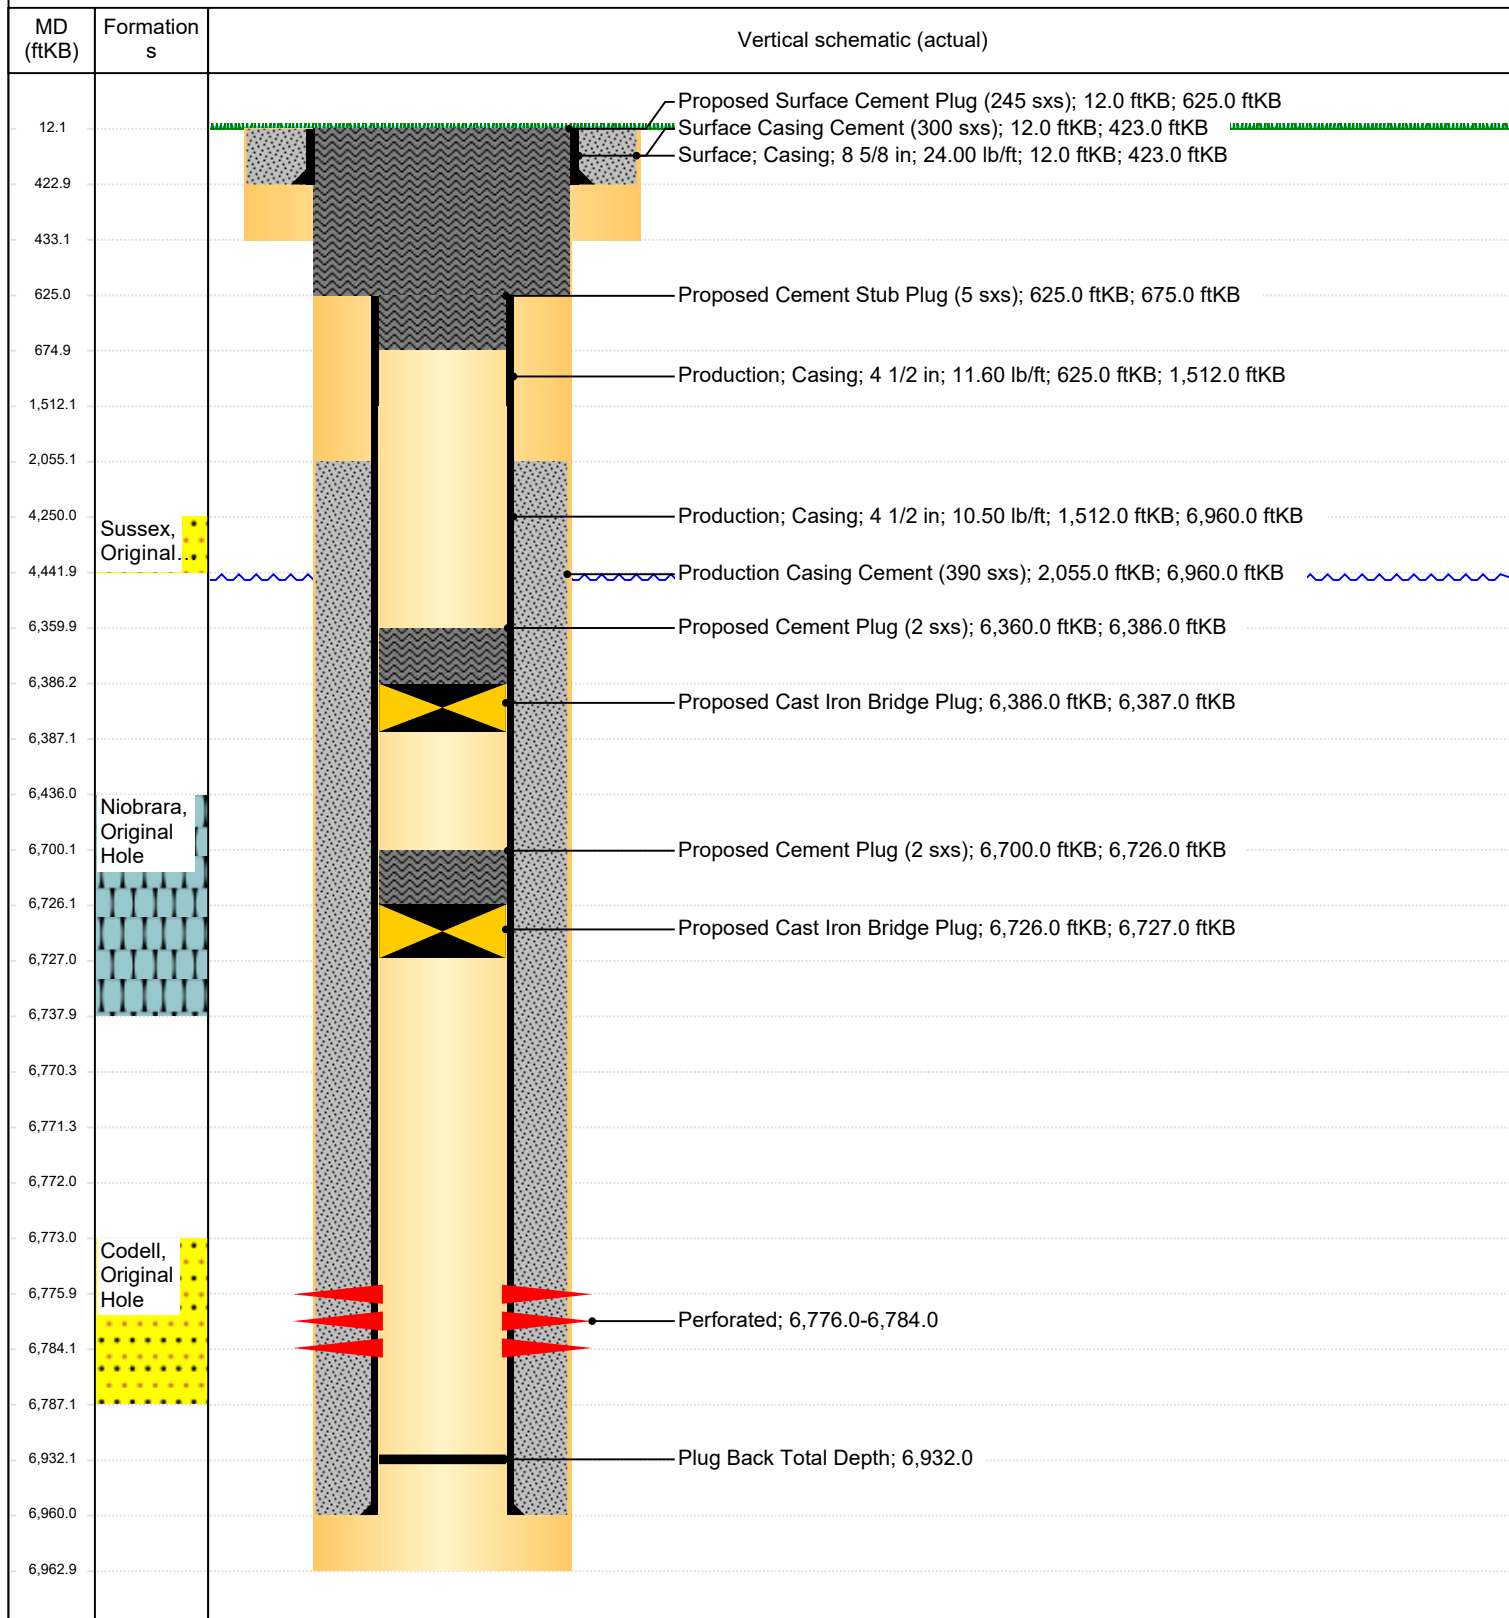 MD
(ftKB)
Formation
s
Vertical schematic (actual)
12.1
422.9
433.1
625.0
674.9
1,512.1
2,055.1
4,250.0
4,441.9
6,359.9
6,386.2
6,387.1
6,436.0
6,700.1
6,726.1
6,727.0
6,737.9
6,770.3
6,771.3
6,772.0
6,773.0
6,775.9
6,784.1
6,787.1
6,932.1
6,960.0
6,962.9
Sussex,
Original...
Niobrara,
Original
Hole
Codell,
Original
Hole
Proposed Surface Cement Plug (245 sxs); 12.0 ftKB; 625.0 ftKB
Surface Casing Cement (300 sxs); 12.0 ftKB; 423.0 ftKB
Surface; Casing; 8 5/8 in; 24.00 lb/ft; 12.0 ftKB; 423.0 ftKB
Proposed Cement Stub Plug (5 sxs); 625.0 ftKB; 675.0 ftKB
Production; Casing; 4 1/2 in; 11.60 lb/ft; 625.0 ftKB; 1,512.0 ftKB
Production; Casing; 4 1/2 in; 10.50 lb/ft; 1,512.0 ftKB; 6,960.0 ftKB
Production Casing Cement (390 sxs); 2,055.0 ftKB; 6,960.0 ftKB
Proposed Cement Plug (2 sxs); 6,360.0 ftKB; 6,386.0 ftKB
Proposed Cast Iron Bridge Plug; 6,386.0 ftKB; 6,387.0 ftKB
Proposed Cement Plug (2 sxs); 6,700.0 ftKB; 6,726.0 ftKB
Proposed Cast Iron Bridge Plug; 6,726.0 ftKB; 6,727.0 ftKB
Perforated; 6,776.0-6,784.0
Plug Back Total Depth; 6,932.0